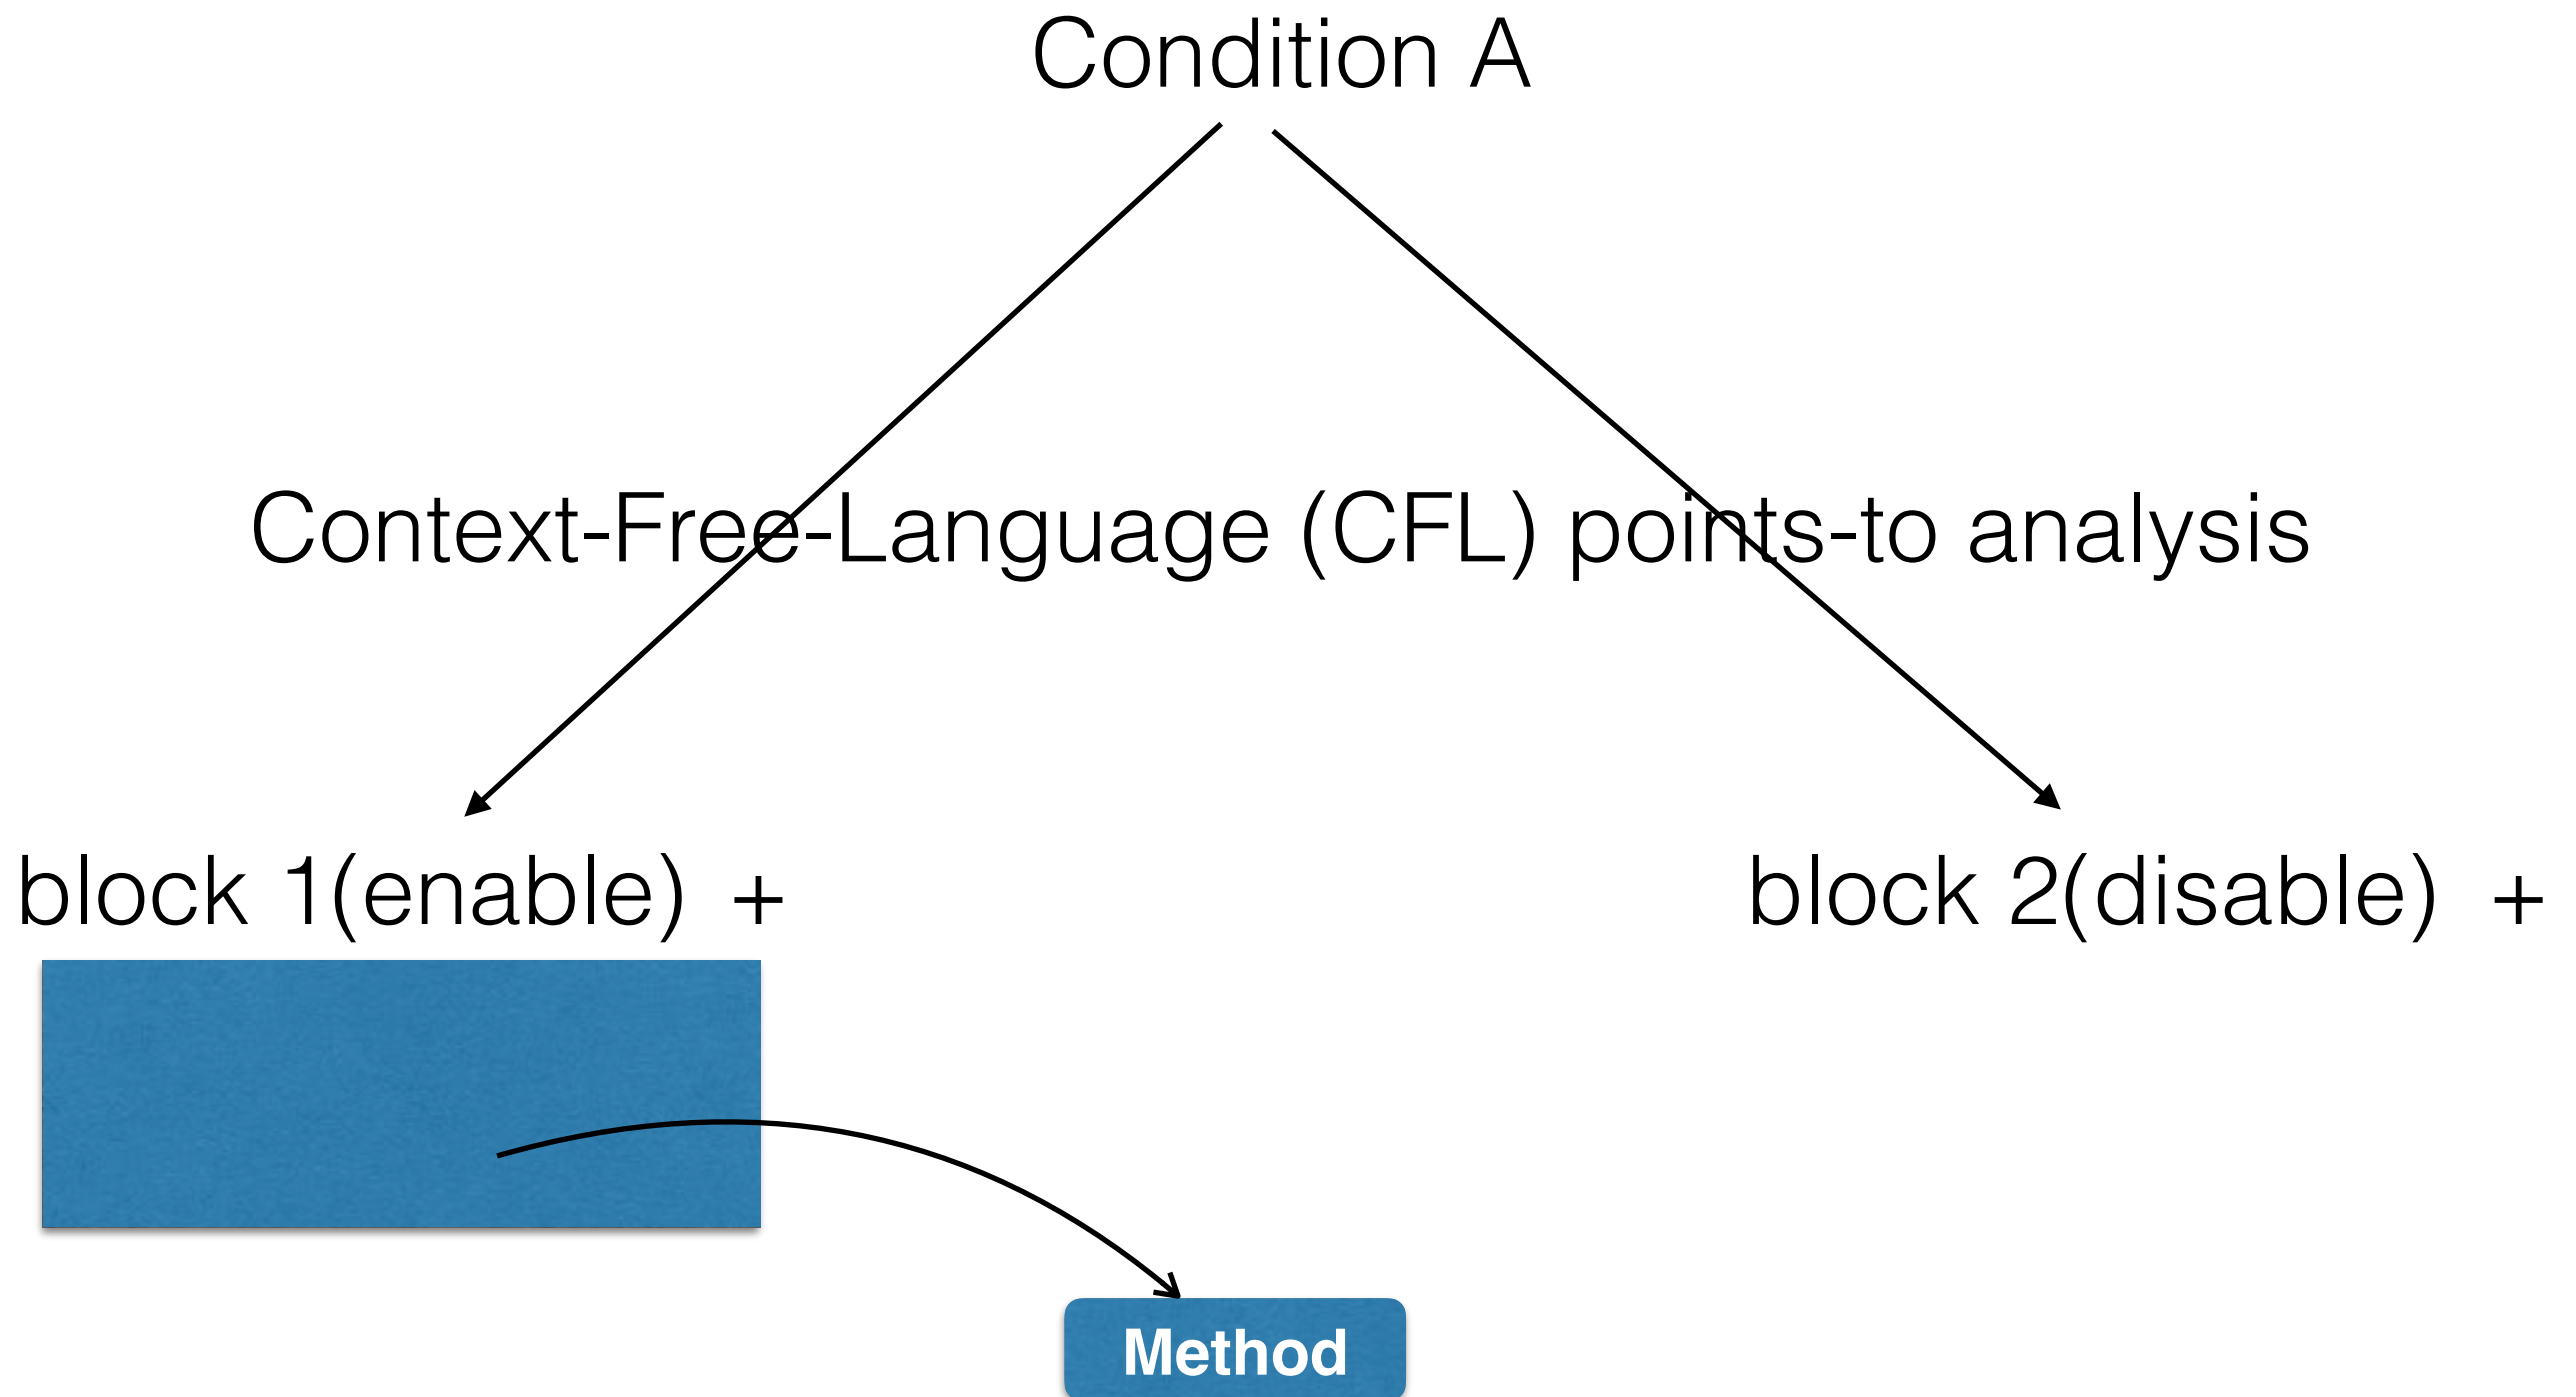 Condition A
Context-Free-Language (CFL) points-to analysis
block 1(enable) +
block 2(disable) +
Method